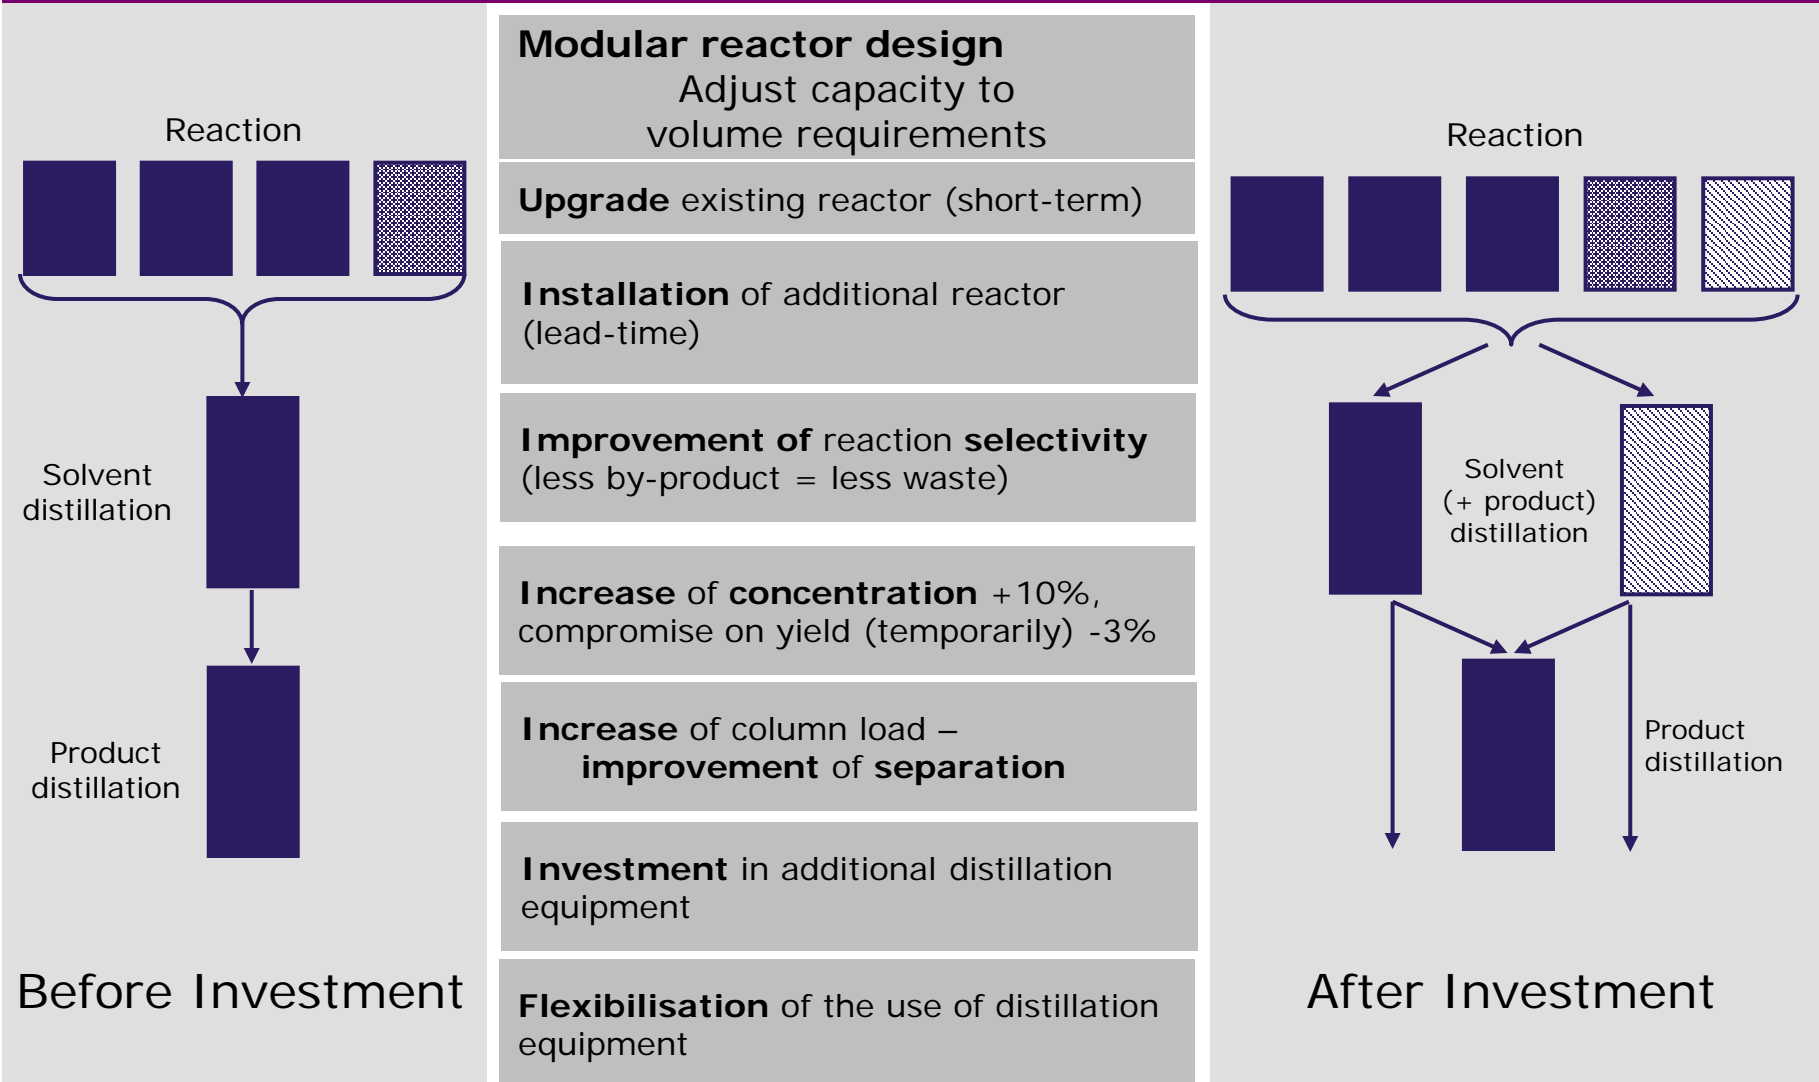 Reaction
Solvent
distillation
Product
distillation
Before Investment
Modular reactor design
Adjust capacity to
volume requirements
Upgrade existing reactor (short-term)
Installation of additional reactor
(lead-time)
Improvement of reaction selectivity
(less by-product = less waste)
Increase of concentration +10%,
compromise on yield (temporarily) -3%
Increase of column load –
improvement of separation
Investment in additional distillation
equipment
Flexibilisation of the use of distillation
equipment
Reaction
Solvent
(+ product)
distillation
Product
distillation
After Investment